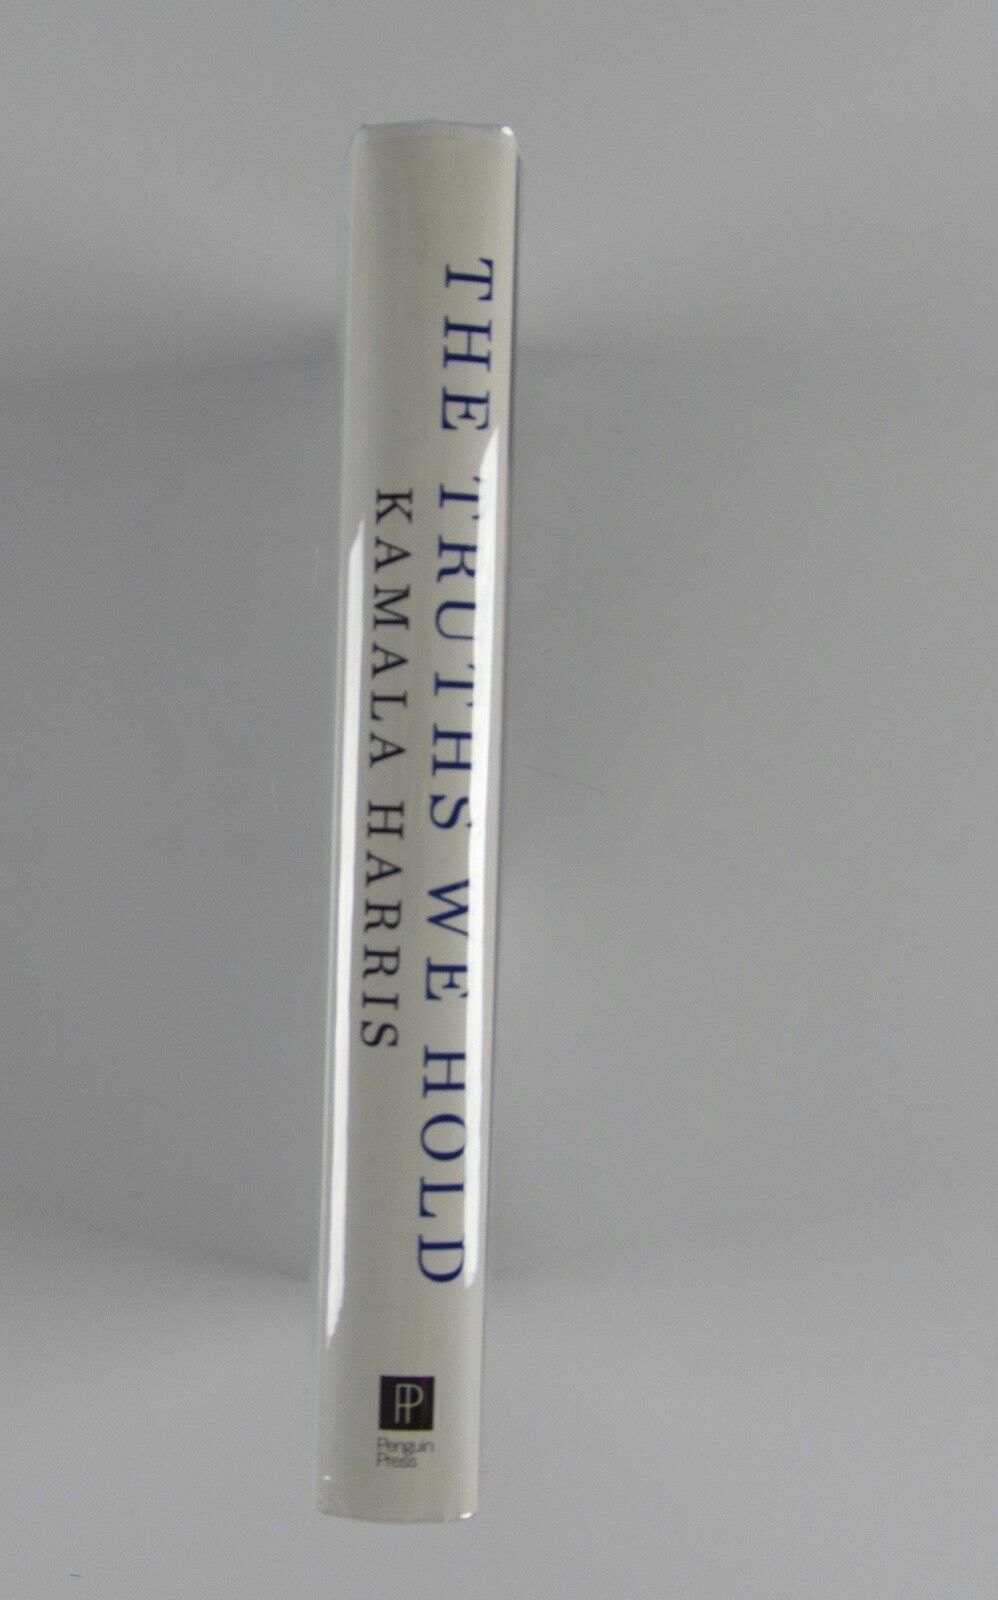 THE TRUTHS WE HOLD
KAMALA HARRIS
Penguin
Press